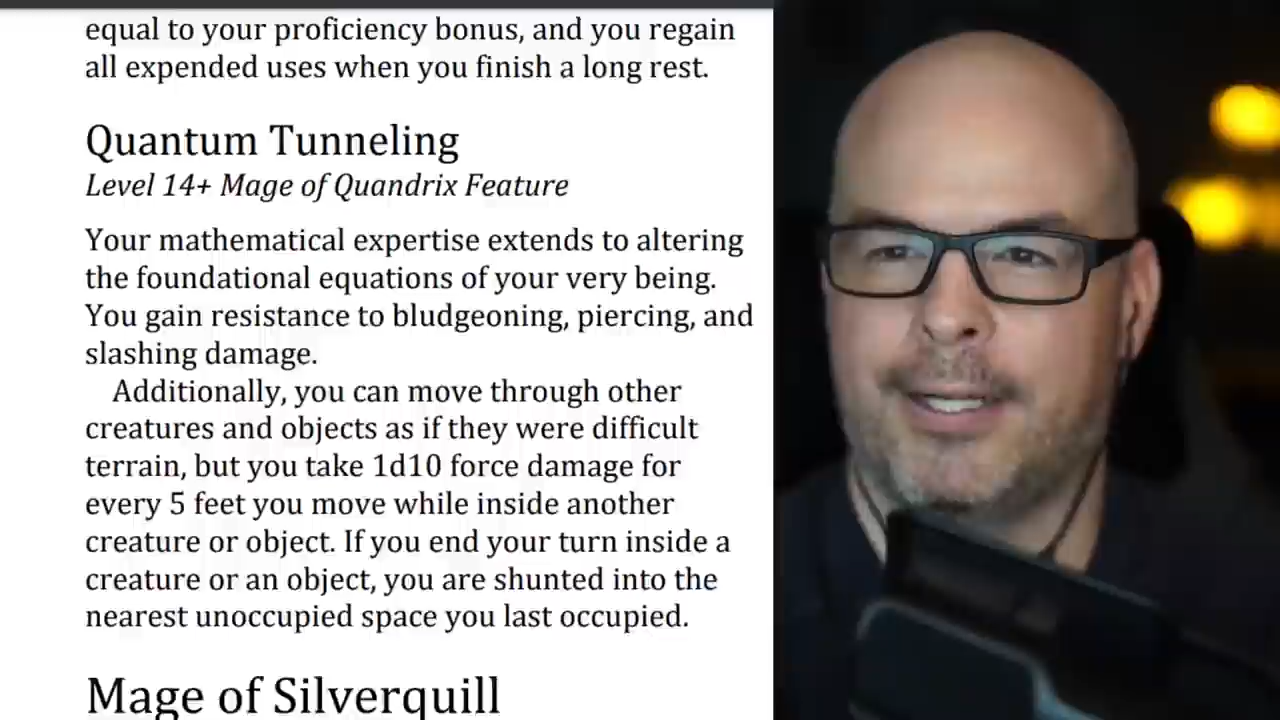 equal to your proficiency bonus, and you regain
all expended uses when you finish a long rest.
Quantum Tunneling
Level 14+ Mage of Quandrix Feature
Your mathematical expertise extends to altering
the foundational equations of your very being.
You gain resistance to bludgeoning, piercing, and
slashing damage.
Additionally, you can move through other
creatures and objects as if they were difficult
terrain, but you take 1d10 force damage for
every 5 feet you move while inside another
creature or object. If you end your turn inside a
creature or an object, you are shunted into the
nearest unoccupied space you last occupied.
Mage of Silverquill